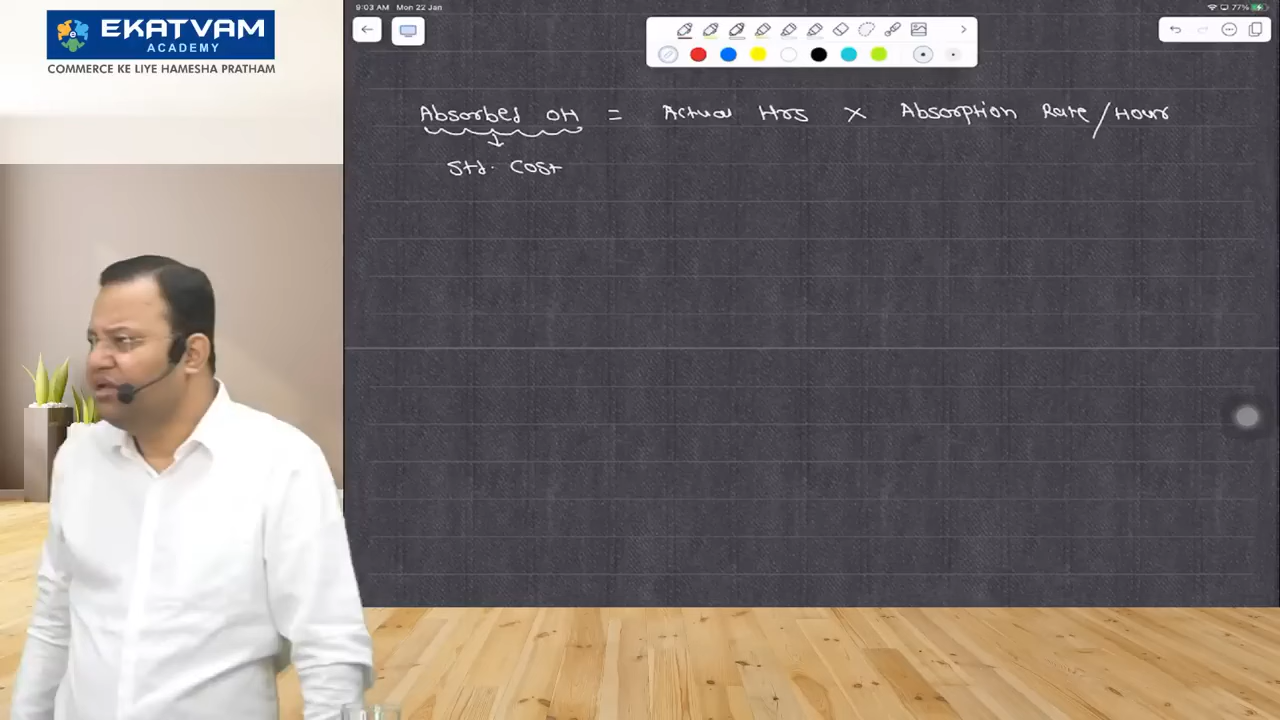 EKATVAM
ACADEMY
COMMERCE KE LIYE HAMESHA PRATHAM
9:03 AM Mon 22 Jan
77%
Absorbed OH = Actual Hrs × Absorption Rate/Hour
Std. Cost